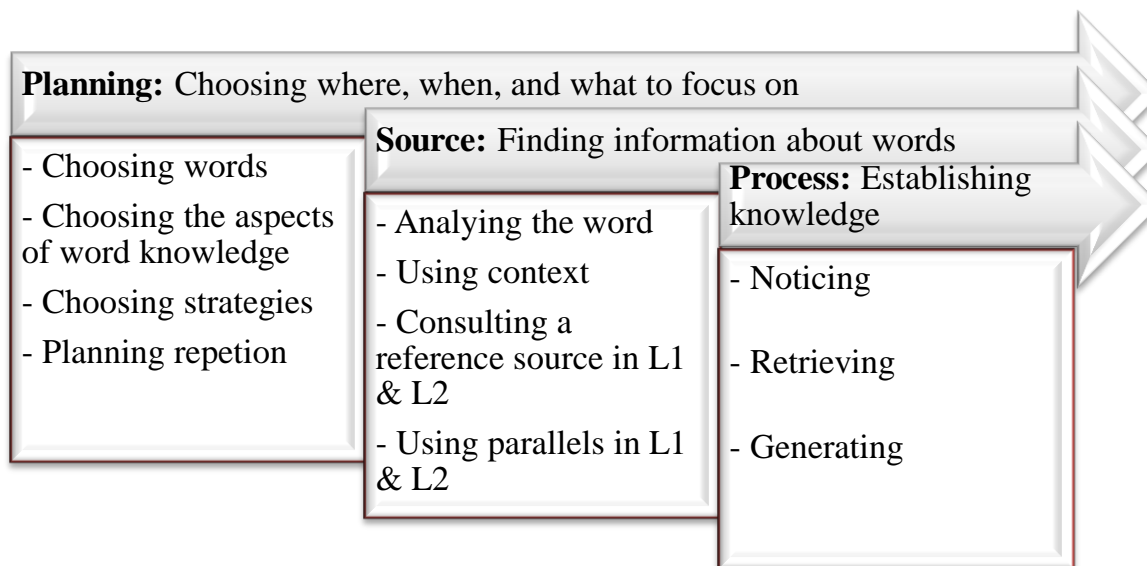 Planning: Choosing where, when, and what to focus on
- Choosing words
- Choosing the aspects
of word knowledge
- Choosing strategies
- Planning repetion
Source: Finding information about words
- Analying the word
- Using context
- Consulting a
reference source in L1
& L2
- Using parallels in L1
& L2
Process: Establishing
knowledge
- Noticing
- Retrieving
- Generating